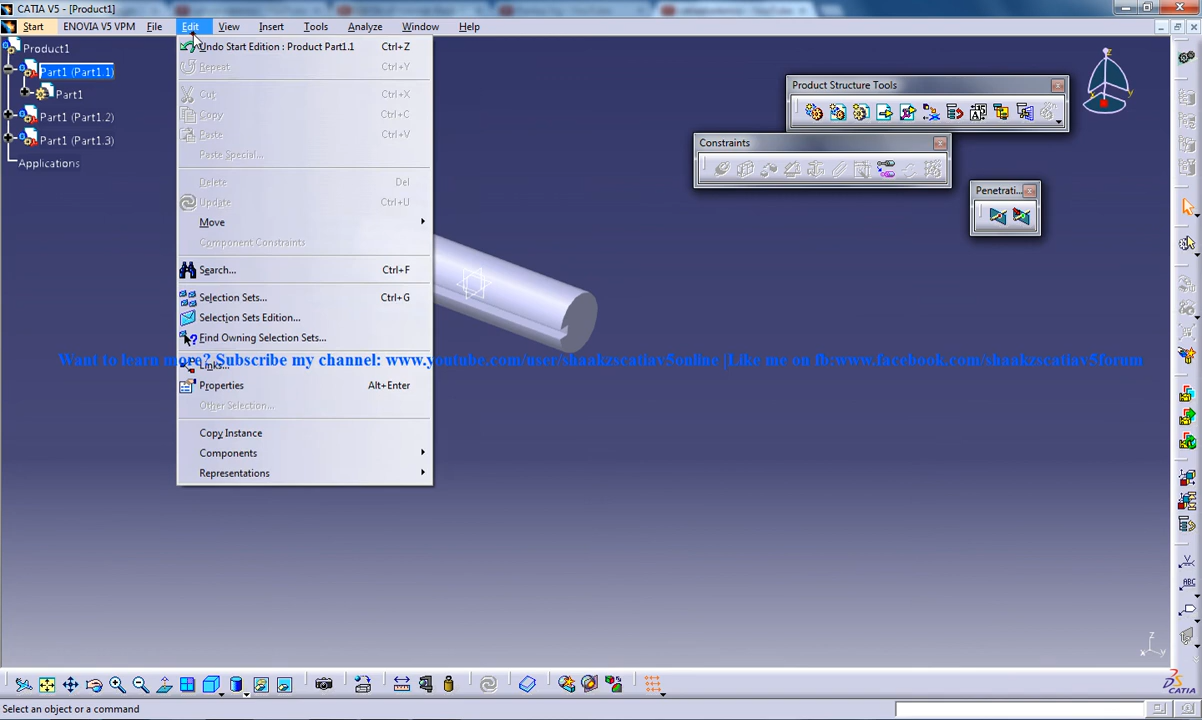 CATIA V5 - [Product1]
Start ENOVIA V5 VPM File Edit View Insert Tools Analyze Window Help
Product1
Part1 (Part1.1)
Part1
Part1 (Part1.2)
Part1 (Part1.3)
Applications
Undo Start Edition : Product Part1.1 Ctrl+Z
Repeat Ctrl+Y
Cut Ctrl+X
Copy Ctrl+C
Paste Ctrl+V
Paste Special...
Delete Del
Update Ctrl+U
Move
Component Constraints
Search... Ctrl+F
Selection Sets... Ctrl+G
Selection Sets Edition...
Find Owning Selection Sets...
Want to learn more? Subscribe my channel: www.youtube.com/user/shaakzscatiav5online |Like me on fb:www.facebook.com/shaakzscatiav5forum
Links...
Properties Alt+Enter
Other Selection...
Copy Instance
Components
Representations
Product Structure Tools
Constraints
Penetrati...
z
x y
Select an object or a command
CATIA